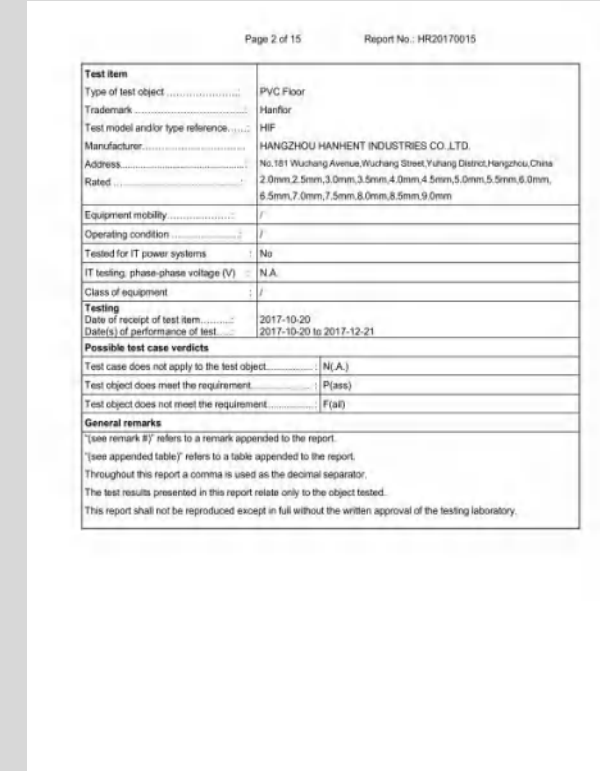 Page 2 of 15 Report No.: HR20170015
Test item
Type of test object ........................: PVC Floor
Trademark ..................................: Hanflor
Test model and/or type reference.......: HIF
Manufacturer................................ HANGZHOU HANHENT INDUSTRIES CO.,LTD.
Address.......................................: No.181 Wuchang Avenue,Wuchang Street,Yuhang District,Hangzhou,China
Rated ........................................: 2.0mm,2.5mm,3.0mm,3.5mm,4.0mm,4.5mm,5.0mm,5.5mm,6.0mm,
6.5mm,7.0mm,7.5mm,8.0mm,8.5mm,9.0mm
Equipment mobility ....................: /
Operating condition ......................: /
Tested for IT power systems : No
IT testing, phase-phase voltage (V) : N.A.
Class of equipment : /
Testing
Date of receipt of test item..........: 2017-10-20
Date(s) of performance of test.....: 2017-10-20 to 2017-12-21
Possible test case verdicts
Test case does not apply to the test object................: N(.A.)
Test object does meet the requirement.....................: P(ass)
Test object does not meet the requirement................: F(ail)
General remarks
"(see remark #)" refers to a remark appended to the report.
"(see appended table)" refers to a table appended to the report.
Throughout this report a comma is used as the decimal separator.
The test results presented in this report relate only to the object tested.
This report shall not be reproduced except in full without the written approval of the testing laboratory.